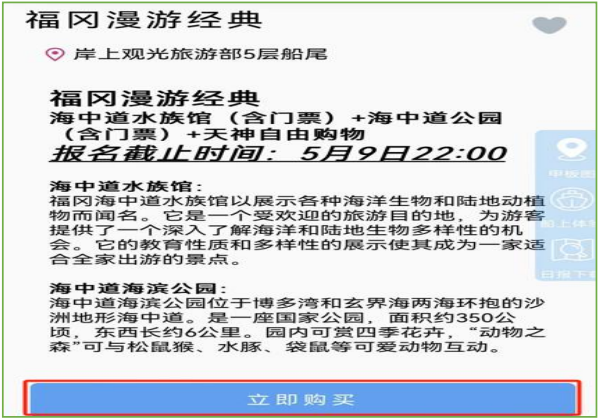 福冈漫游经典
岸上观光旅游部5层船尾
福冈漫游经典
海中道水族馆（含门票）+海中道公园
（含门票）+天神自由购物
报名截止时间：5月9日22:00
海中道水族馆:
福冈海中道水族馆以展示各种海洋生物和陆地动植
物而闻名。它是一个受欢迎的旅游目的地，为游客
提供了一个深入了解海洋和陆地生物多样性的机
会。它的教育性质和多样性的展示使其成为一家适
合全家出游的景点。
海中道海滨公园:
海中道海滨公园位于博多湾和玄界海两海环抱的沙
洲地形海中道。是一座国家公园，面积约350公
顷，东西长约6公里。园内可赏四季花卉，“动物之
森”可与松鼠猴、水豚、袋鼠等可爱动物互动。
甲板图
船上体验
日报下载
立即购买